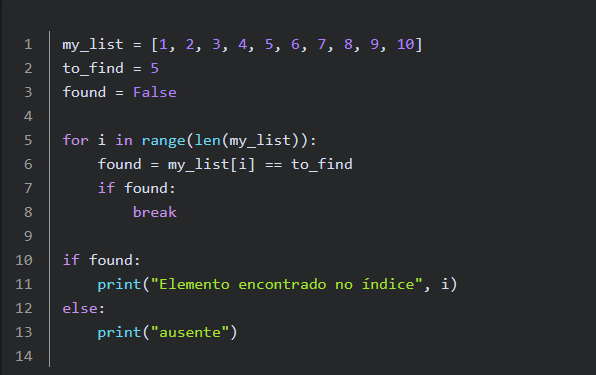 1 my_list = [1, 2, 3, 4, 5, 6, 7, 8, 9, 10]
2 to_find = 5
3 found = False
4
5 for i in range(len(my_list)):
6     found = my_list[i] == to_find
7     if found:
8         break
9
10 if found:
11     print("Elemento encontrado no índice", i)
12 else:
13     print("ausente")
14